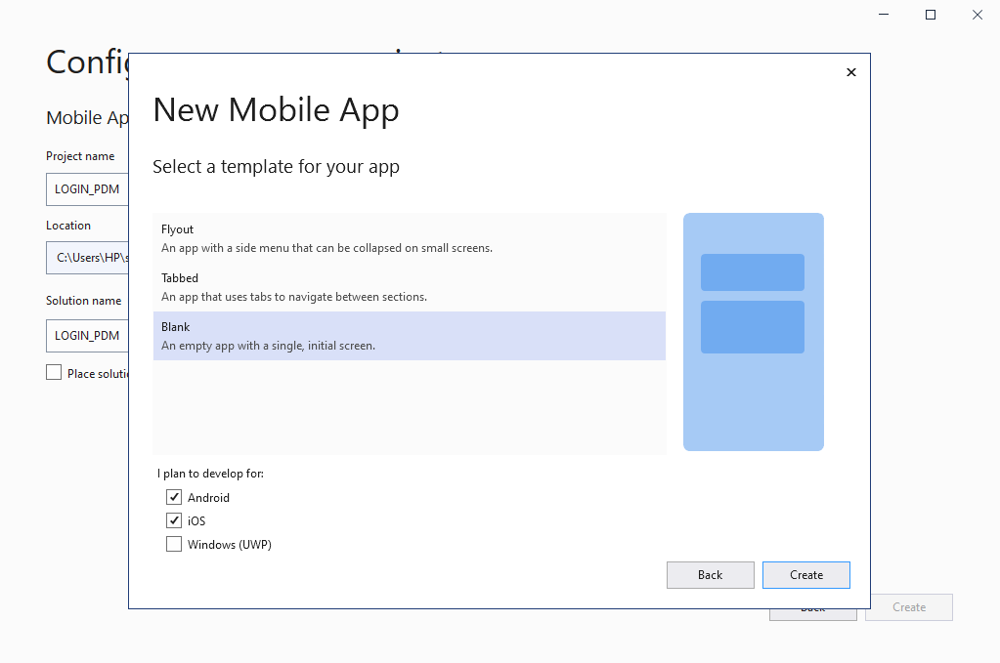 Config
New Mobile App
Mobile Ap
Select a template for your app
Project name
LOGIN_PDM
Location
C:\Users\HP\s
Solution name
LOGIN_PDM
Place soluti
Flyout
An app with a side menu that can be collapsed on small screens.
Tabbed
An app that uses tabs to navigate between sections.
Blank
An empty app with a single, initial screen.
I plan to develop for:
Android
iOS
Windows (UWP)
Back
Create
Back
Create